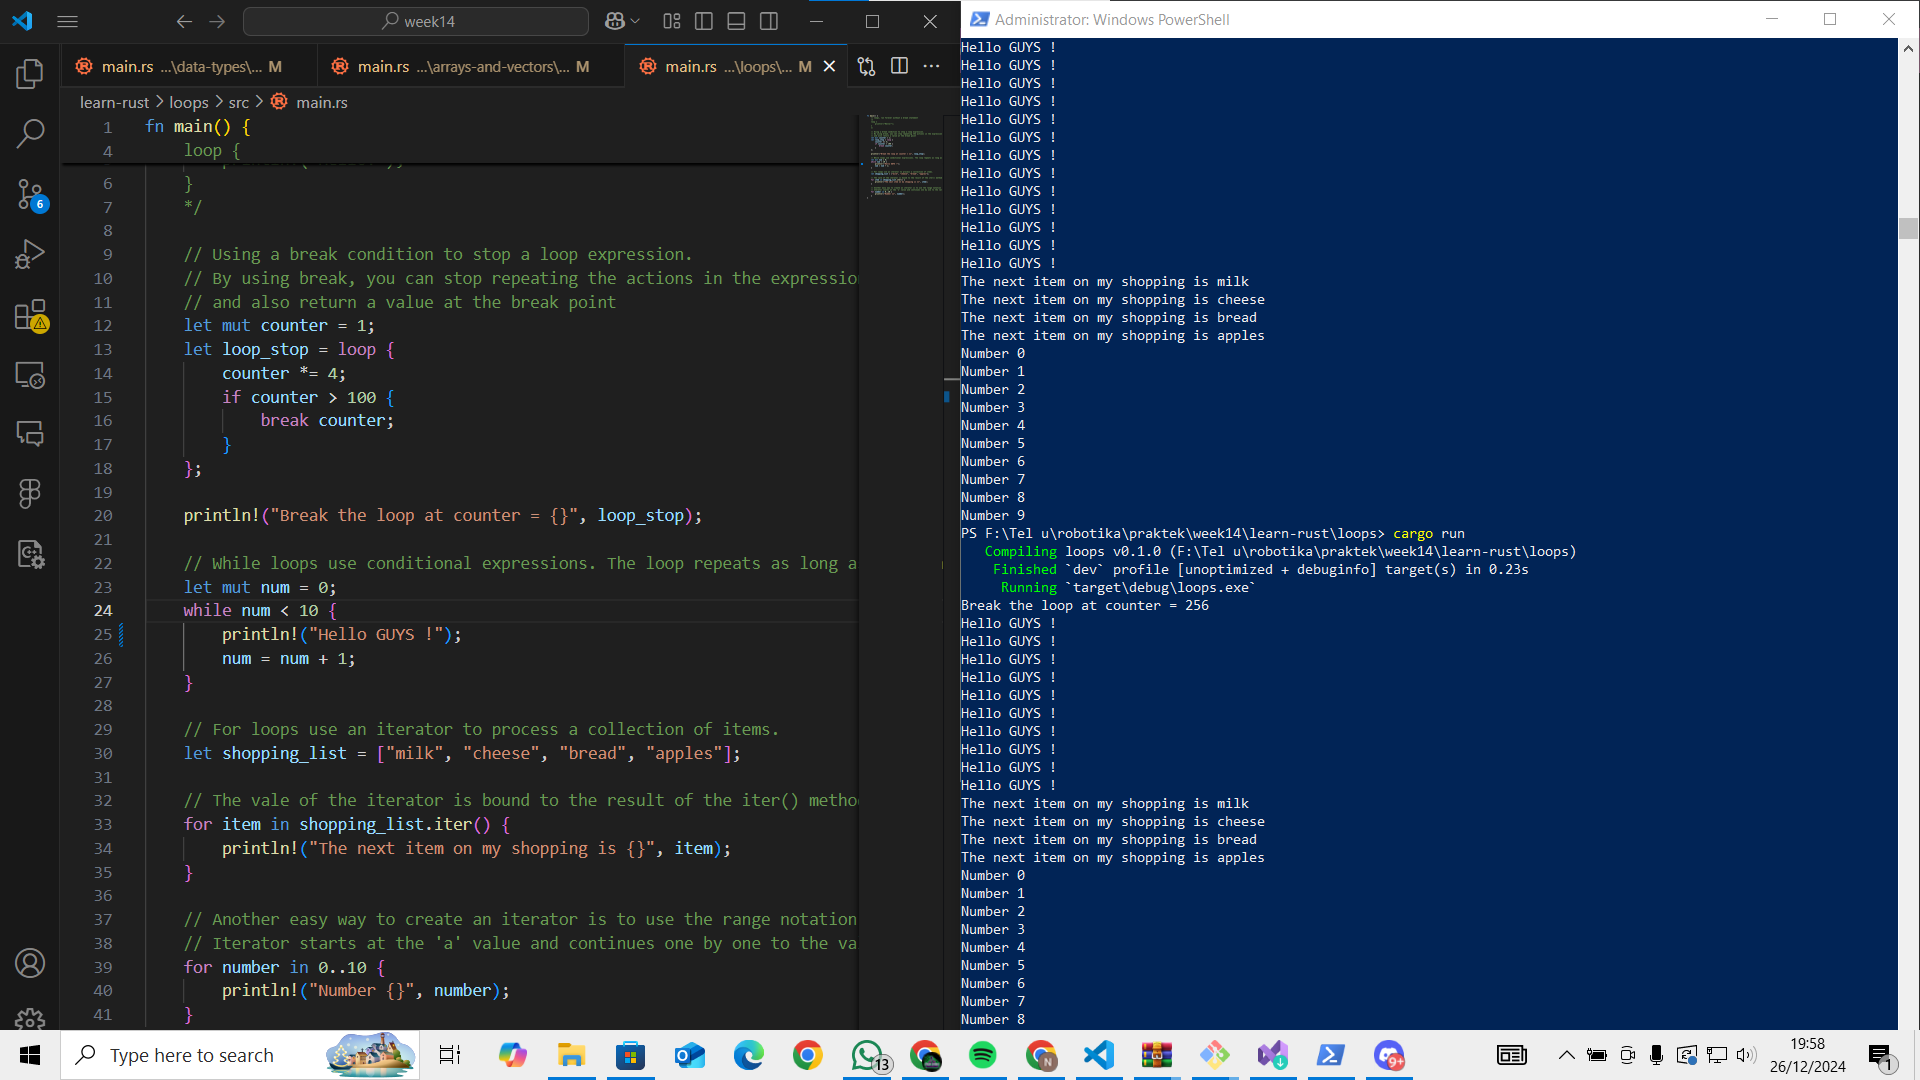 week14
main.rs ...\data-types\... M
main.rs ...\arrays-and-vectors\... M
main.rs ...\loops\... M
learn-rust > loops > src > main.rs
1 fn main() {
4 loop {
6 }
7 */
8
9 // Using a break condition to stop a loop expression.
10 // By using break, you can stop repeating the actions in the expressio
11 // and also return a value at the break point
12 let mut counter = 1;
13 let loop_stop = loop {
14 counter *= 4;
15 if counter > 100 {
16 break counter;
17 }
18 };
19
20 println!("Break the loop at counter = {}", loop_stop);
21
22 // While loops use conditional expressions. The loop repeats as long a
23 let mut num = 0;
24 while num < 10 {
25 println!("Hello GUYS !");
26 num = num + 1;
27 }
28
29 // For loops use an iterator to process a collection of items.
30 let shopping_list = ["milk", "cheese", "bread", "apples"];
31
32 // The vale of the iterator is bound to the result of the iter() metho
33 for item in shopping_list.iter() {
34 println!("The next item on my shopping is {}", item);
35 }
36
37 // Another easy way to create an iterator is to use the range notation
38 // Iterator starts at the 'a' value and continues one by one to the va
39 for number in 0..10 {
40 println!("Number {}", number);
41 }
6
Administrator: Windows PowerShell
Hello GUYS !
Hello GUYS !
Hello GUYS !
Hello GUYS !
Hello GUYS !
Hello GUYS !
Hello GUYS !
Hello GUYS !
Hello GUYS !
Hello GUYS !
Hello GUYS !
Hello GUYS !
Hello GUYS !
The next item on my shopping is milk
The next item on my shopping is cheese
The next item on my shopping is bread
The next item on my shopping is apples
Number 0
Number 1
Number 2
Number 3
Number 4
Number 5
Number 6
Number 7
Number 8
Number 9
PS F:\Tel u\robotika\praktek\week14\learn-rust\loops> cargo run
Compiling loops v0.1.0 (F:\Tel u\robotika\praktek\week14\learn-rust\loops)
Finished `dev` profile [unoptimized + debuginfo] target(s) in 0.23s
Running `target\debug\loops.exe`
Break the loop at counter = 256
Hello GUYS !
Hello GUYS !
Hello GUYS !
Hello GUYS !
Hello GUYS !
Hello GUYS !
Hello GUYS !
Hello GUYS !
Hello GUYS !
Hello GUYS !
The next item on my shopping is milk
The next item on my shopping is cheese
The next item on my shopping is bread
The next item on my shopping is apples
Number 0
Number 1
Number 2
Number 3
Number 4
Number 5
Number 6
Number 7
Number 8
Type here to search
13
N
9+
19:58
26/12/2024
1